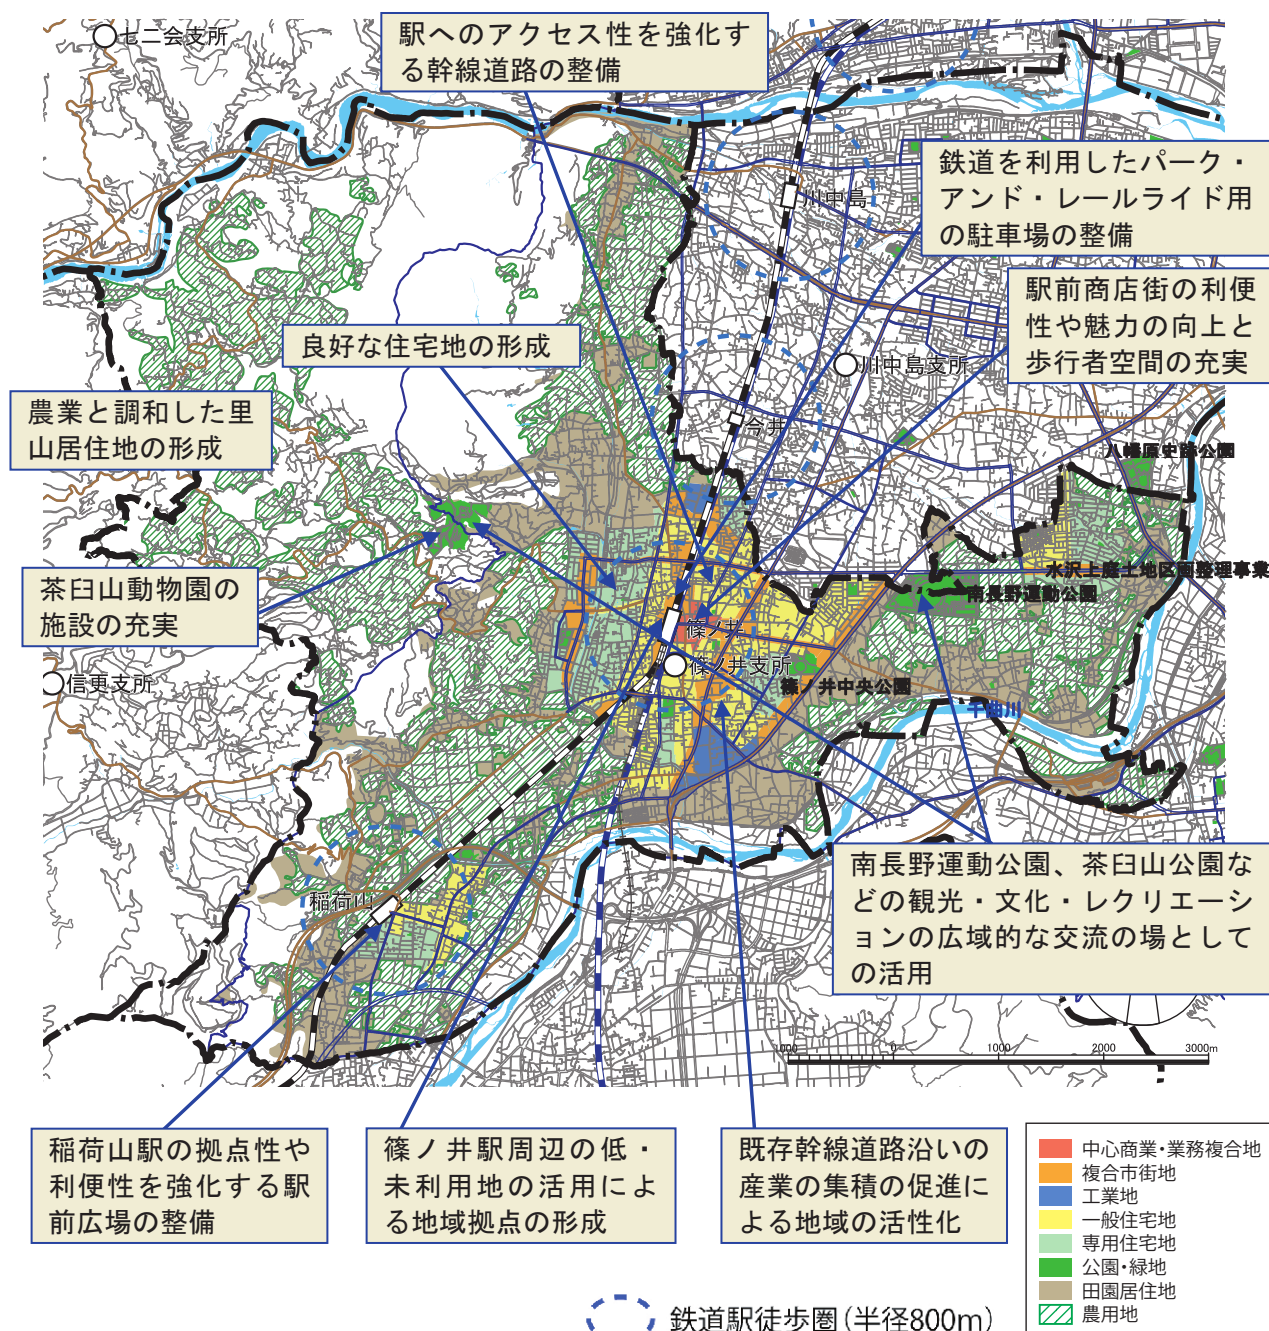 七二会支所
駅へのアクセス性を強化す
る幹線道路の整備
鉄道を利用したパーク・
アンド・レールライド用
の駐車場の整備
川中島
駅前商店街の利便
性や魅力の向上と
歩行者空間の充実
良好な住宅地の形成
川中島支所
農業と調和した里
山居住地の形成
今井
八幡原史跡公園
茶臼山動物園の
施設の充実
水沢上庭土地区画整理事業
南長野運動公園
篠ノ井
篠ノ井支所
信更支所
篠ノ井中央公園
千曲川
南長野運動公園、茶臼山公園な
どの観光・文化・レクリエーシ
ョンの広域的な交流の場として
の活用
稲荷山
1000 0 1000 2000 3000m
稲荷山駅の拠点性や
利便性を強化する駅
前広場の整備
篠ノ井駅周辺の低・
未利用地の活用によ
る地域拠点の形成
既存幹線道路沿いの
産業の集積の促進に
よる地域の活性化
中心商業・業務複合地
複合市街地
工業地
一般住宅地
専用住宅地
公園・緑地
田園居住地
農用地
鉄道駅徒歩圏(半径800m)